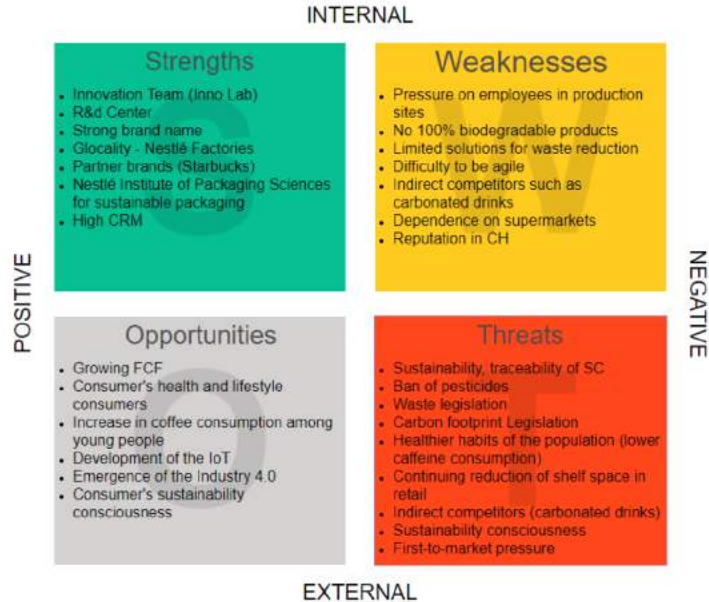 INTERNAL
Strengths
• Innovation Team (Inno Lab)
• R&d Center
• Strong brand name
• Glocality - Nestlé Factories
• Partner brands (Starbucks)
• Nestlé Institute of Packaging Sciences
for sustainable packaging
• High CRM
S
Weaknesses
• Pressure on employees in production
sites
• No 100% biodegradable products
• Limited solutions for waste reduction
• Difficulty to be agile
• Indirect competitors such as
carbonated drinks
• Dependence on supermarkets
• Reputation in CH
W
POSITIVE
NEGATIVE
Opportunities
• Growing FCF
• Consumer's health and lifestyle
consumers
• Increase in coffee consumption among
young people
• Development of the IoT
• Emergence of the Industry 4.0
• Consumer's sustainability
consciousness
O
Threats
• Sustainability, traceability of SC
• Ban of pesticides
• Waste legislation
• Carbon footprint Legislation
• Healthier habits of the population (lower
caffeine consumption)
• Continuing reduction of shelf space in
retail
• Indirect competitors (carbonated drinks)
• Sustainability consciousness
• First-to-market pressure
T
EXTERNAL